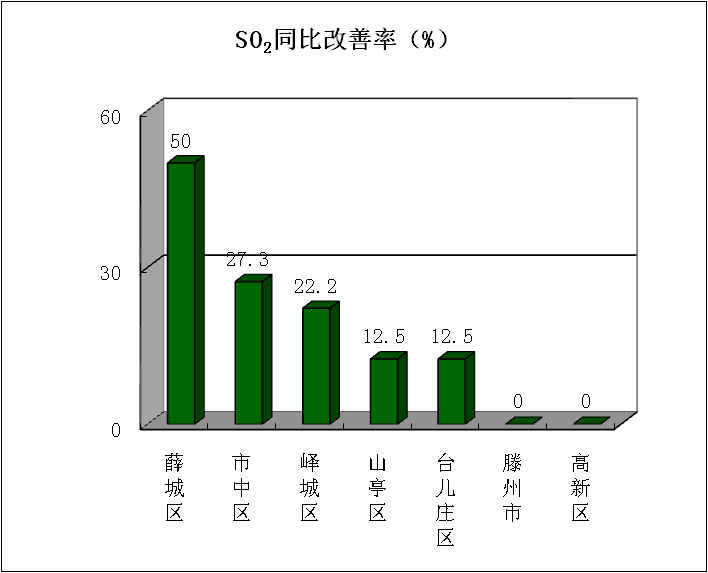 SO₂同比改善率（%）
60
30
0
50
27.3
22.2
12.5
12.5
0
0
薛城区
市中区
峄城区
山亭区
台儿庄区
滕州市
高新区